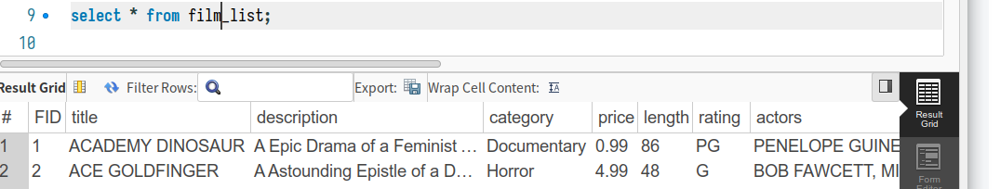 9 select * from film_list;
10
Result Grid Filter Rows: Export: Wrap Cell Content: IA
# FID title description category price length rating actors
1 1 ACADEMY DINOSAUR A Epic Drama of a Feminist ... Documentary 0.99 86 PG PENELOPE GUINE
2 2 ACE GOLDFINGER A Astounding Epistle of a D... Horror 4.99 48 G BOB FAWCETT, MI
Result
Grid
Form
Editor